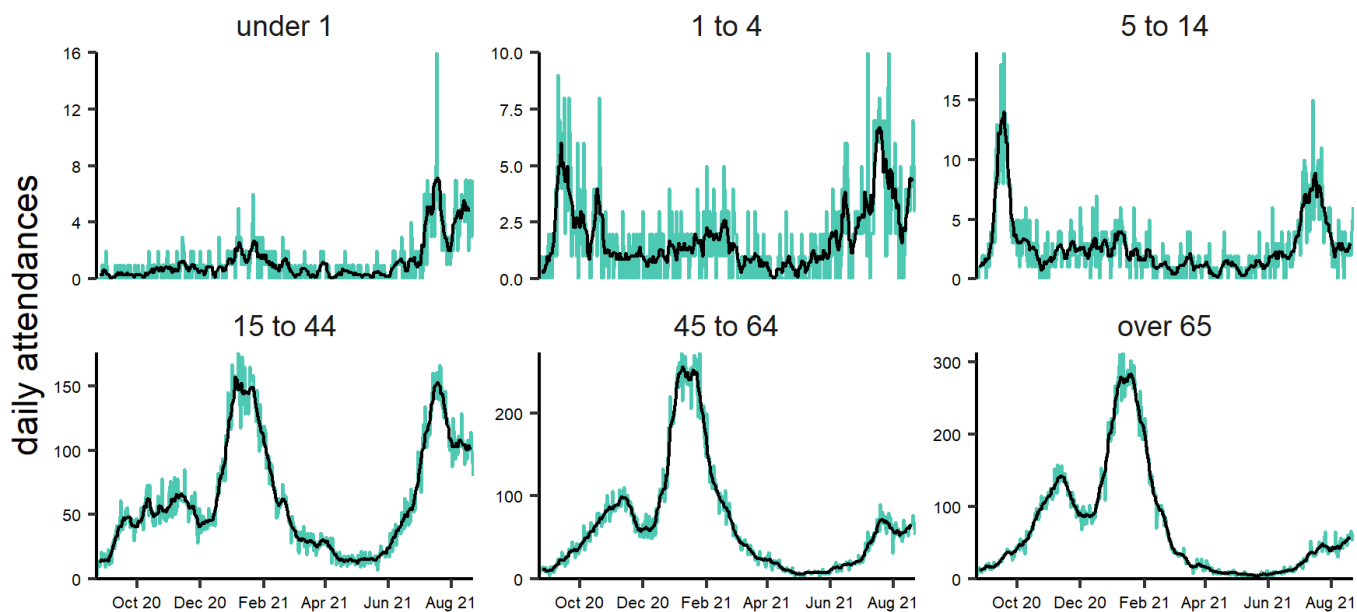 under 1
1 to 4
5 to 14
16
12
8
4
0
10.0
7.5
5.0
2.5
0.0
15
10
5
0
daily attendances
15 to 44
45 to 64
over 65
150
100
50
0
200
100
0
300
200
100
0
Oct 20 Dec 20 Feb 21 Apr 21 Jun 21 Aug 21
Oct 20 Dec 20 Feb 21 Apr 21 Jun 21 Aug 21
Oct 20 Dec 20 Feb 21 Apr 21 Jun 21 Aug 21